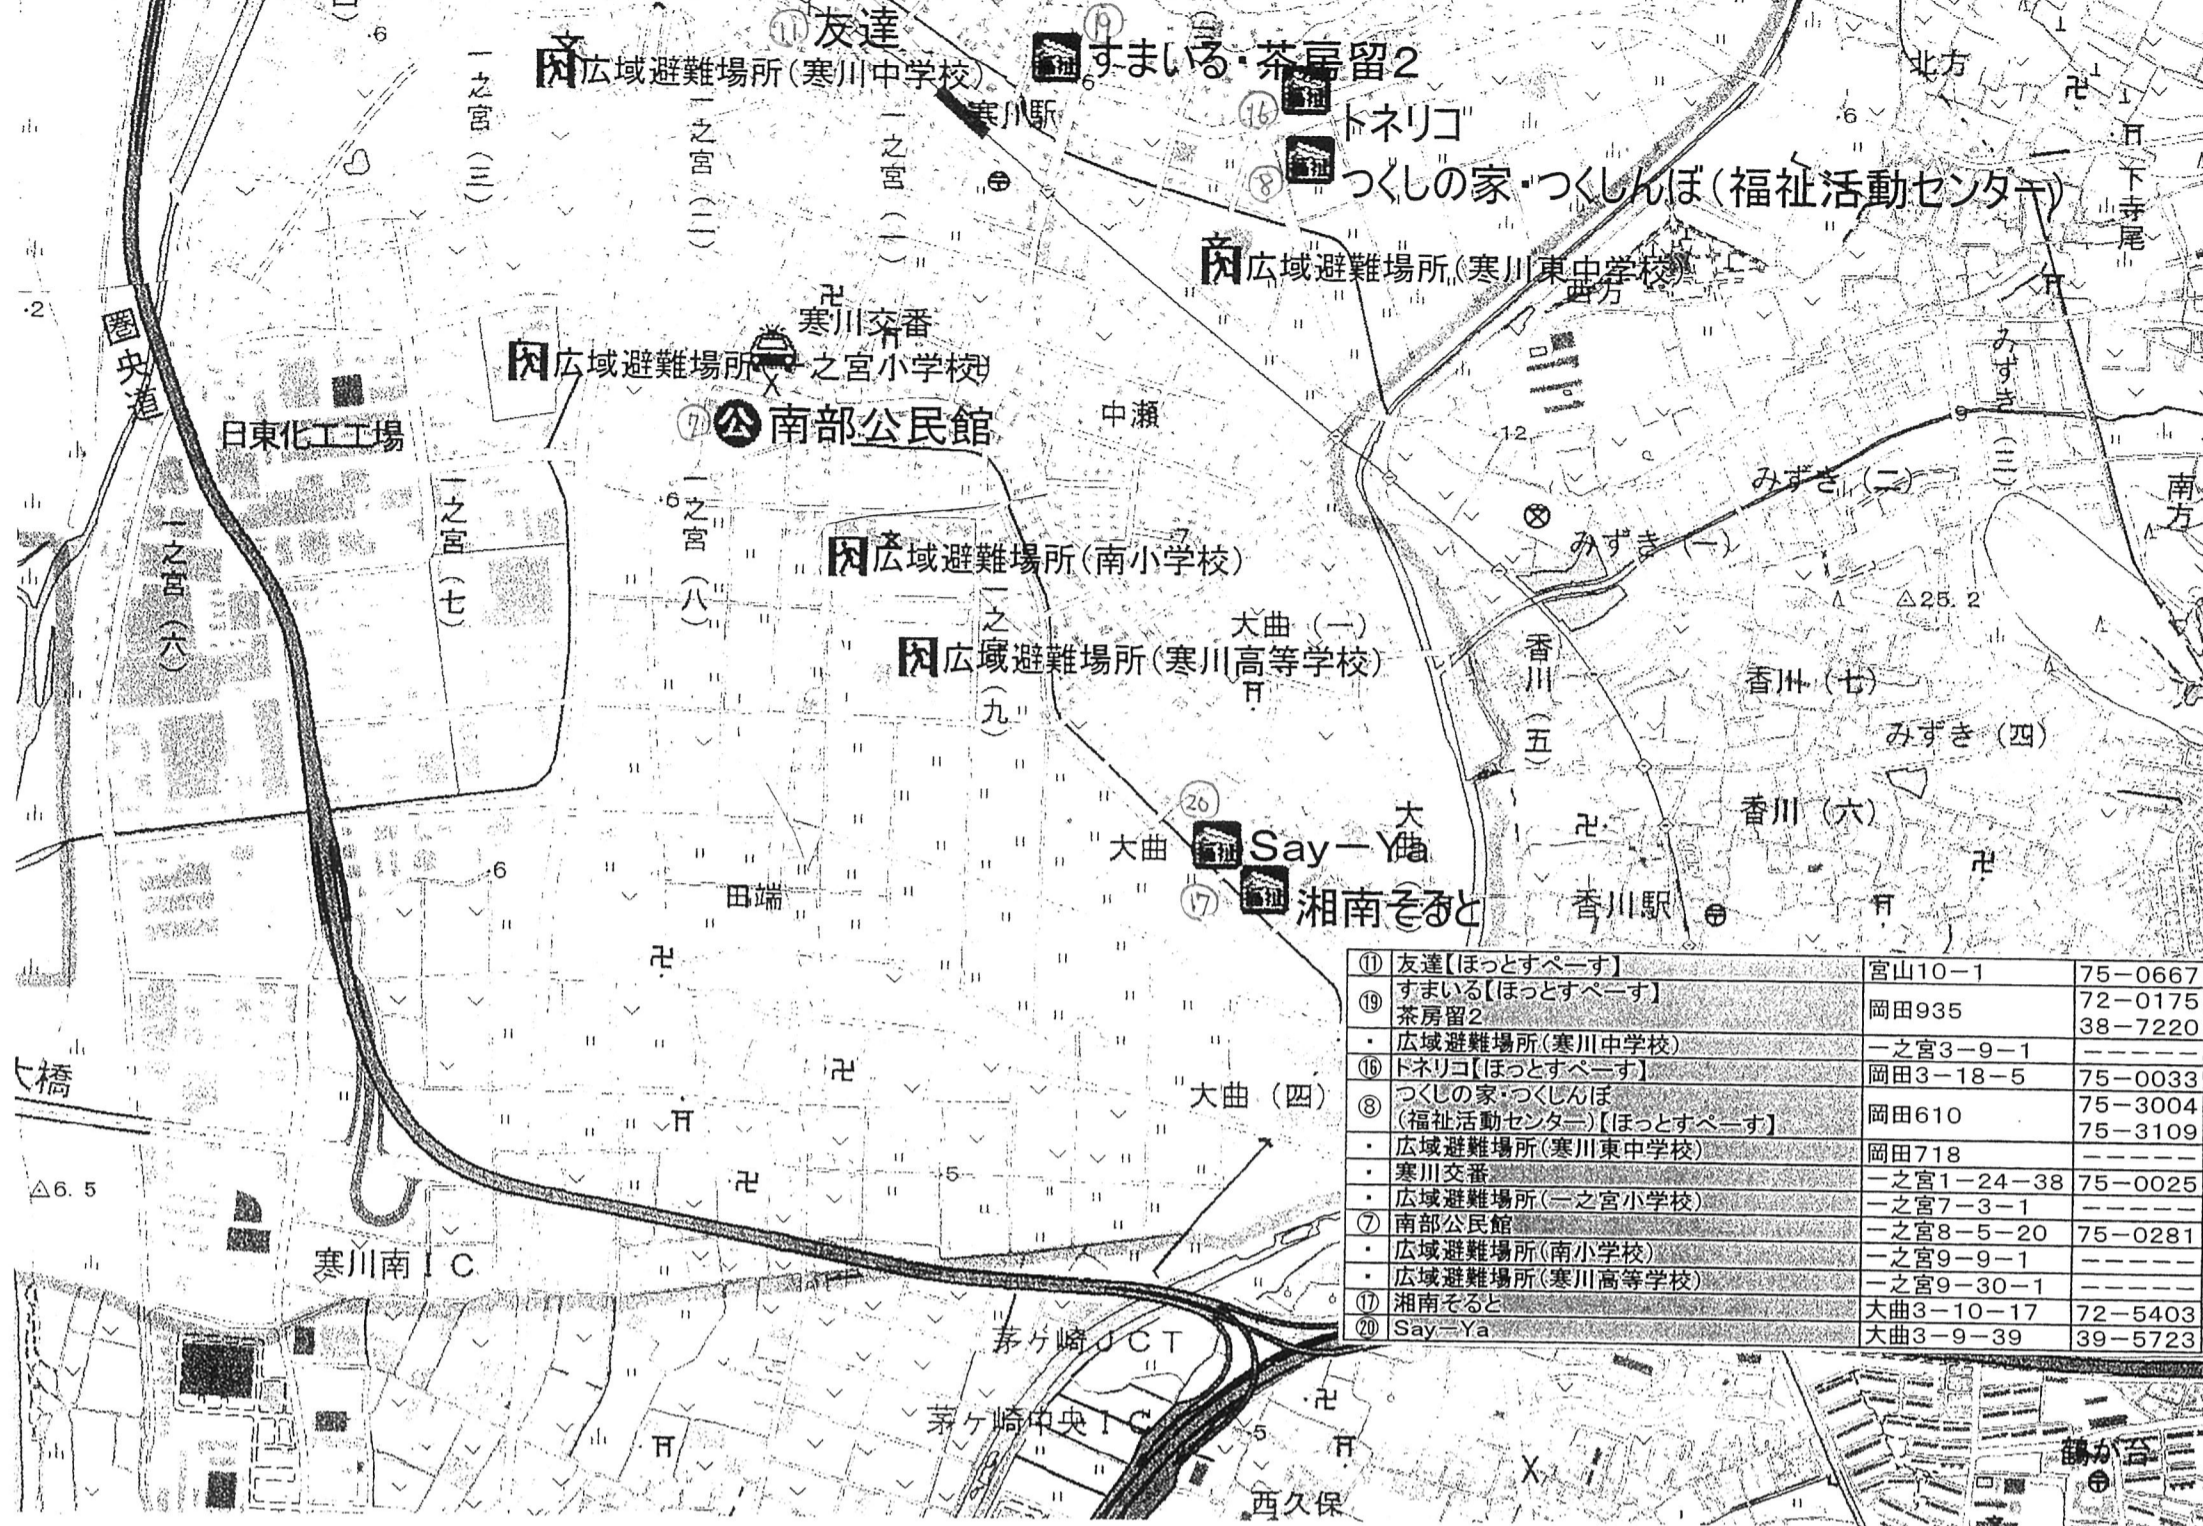 ⑪友達
⑲
すまいる・茶房留2
広域避難場所(寒川中学校)
寒川駅
⑯
トネリコ
⑧
つくしの家・つくしんぼ(福祉活動センター)
北方
下寺尾
一之宮(三)
一之宮(二)
一之宮(一)
広域避難場所(寒川東中学校)
西方
圏央道
寒川交番
広域避難場所(一之宮小学校)
⑦
公
南部公民館
中瀬
日東化工工場
みずき(三)
みずき(二)
みずき(一)
南方
一之宮(六)
一之宮(七)
一之宮(八)
広域避難場所(南小学校)
一之宮(九)
大曲(一)
広域避難場所(寒川高等学校)
香川(五)
25.2
香川(七)
みずき(四)
香川(六)
⑳
大曲
Say-Ya
⑰
湘南そると
香川駅
田端
大曲(四)
大橋
6.5
寒川南IC
茅ヶ崎JCT
茅ヶ崎中央IC
西久保
鶴が台
⑪ 友達【ほっとすぺーす】 宮山10-1 75-0667
⑲ すまいる【ほっとすぺーす】 岡田935 72-0175
茶房留2 38-7220
・ 広域避難場所(寒川中学校) 一之宮3-9-1 -----
⑯ トネリコ【ほっとすぺーす】 岡田3-18-5 75-0033
⑧ つくしの家・つくしんぼ 岡田610 75-3004
(福祉活動センター)【ほっとすぺーす】 75-3109
・ 広域避難場所(寒川東中学校) 岡田718 -----
・ 寒川交番 一之宮1-24-38 75-0025
・ 広域避難場所(一之宮小学校) 一之宮7-3-1 -----
⑦ 南部公民館 一之宮8-5-20 75-0281
・ 広域避難場所(南小学校) 一之宮9-9-1 -----
・ 広域避難場所(寒川高等学校) 一之宮9-30-1 -----
⑰ 湘南そると 大曲3-10-17 72-5403
⑳ Say-Ya 大曲3-9-39 39-5723